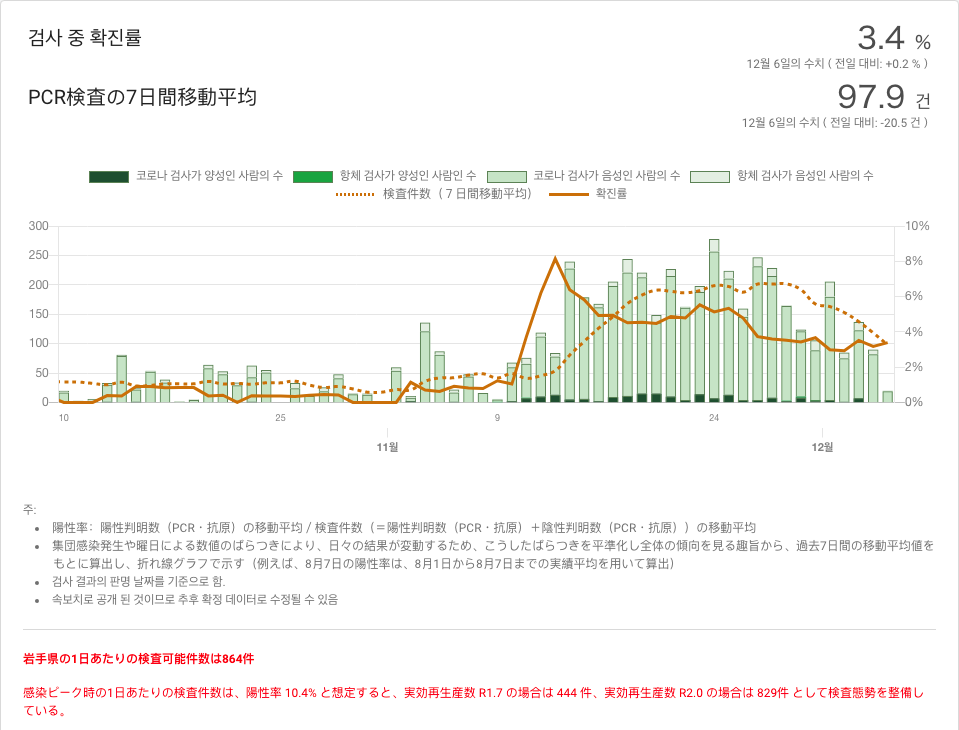 검사 중 확진률
3.4 %
12월 6일의 수치 ( 전일 대비: +0.2 % )
PCR検査の7日間移動平均
97.9 건
12월 6일의 수치 ( 전일 대비: -20.5 건 )
코로나 검사가 양성인 사람의 수 항체 검사가 양성인 사람인 수 코로나 검사가 음성인 사람의 수 항체 검사가 음성인 사람의 수
検査件数（７日間移動平均） 확진률
300 10%
250 8%
200 6%
150 4%
100 2%
50 0%
0
10 25 9 24
11월 12월
주:
陽性率：陽性判明数（PCR・抗原）の移動平均 / 検査件数（＝陽性判明数（PCR・抗原）＋陰性判明数（PCR・抗原））の移動平均
集団感染発生や曜日による数値のばらつきにより、日々の結果が変動するため、こうしたばらつきを平準化し全体の傾向を見る趣旨から、過去7日間の移動平均値を
もとに算出し、折れ線グラフで示す（例えば、8月7日の陽性率は、8月1日から8月7日までの実績平均を用いて算出）
검사 결과의 판명 날짜를 기준으로 함.
속보치로 공개 된 것이므로 추후 확정 데이터로 수정될 수 있음
岩手県の1日あたりの検査可能件数は864件
感染ピーク時の1日あたりの検査件数は、陽性率 10.4% と想定すると、実効再生産数 R1.7 の場合は 444 件、実効再生産数 R2.0 の場合は 829件 として検査態勢を整備し
ている。